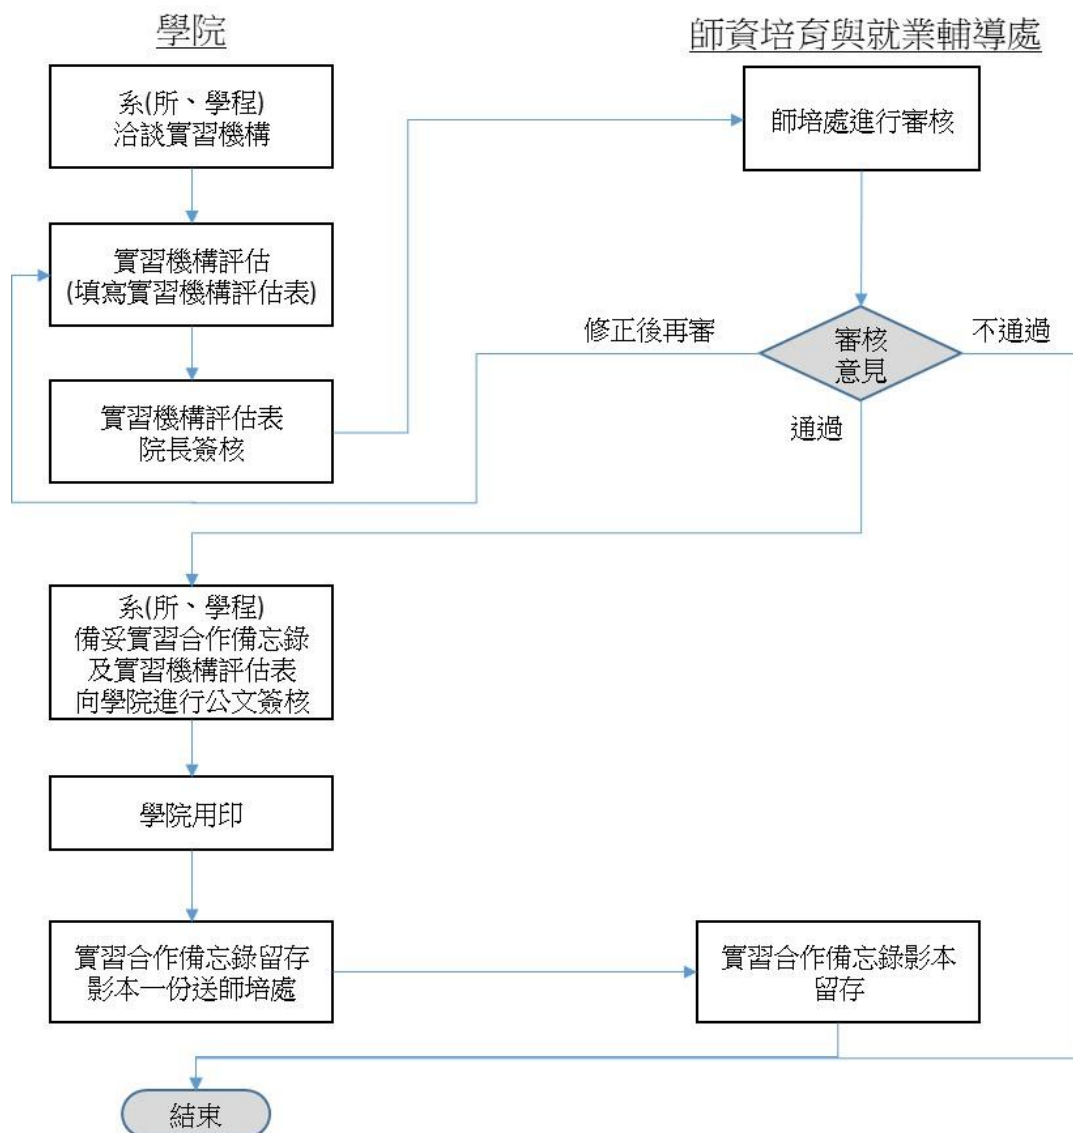 學院
師資培育與就業輔導處
系(所、學程)
洽談實習機構
師培處進行審核
實習機構評估
(填寫實習機構評估表)
修正後再審
審核
意見
不通過
實習機構評估表
院長簽核
通過
系(所、學程)
備妥實習合作備忘錄
及實習機構評估表
向學院進行公文簽核
學院用印
實習合作備忘錄留存
影本一份送師培處
實習合作備忘錄影本
留存
結束